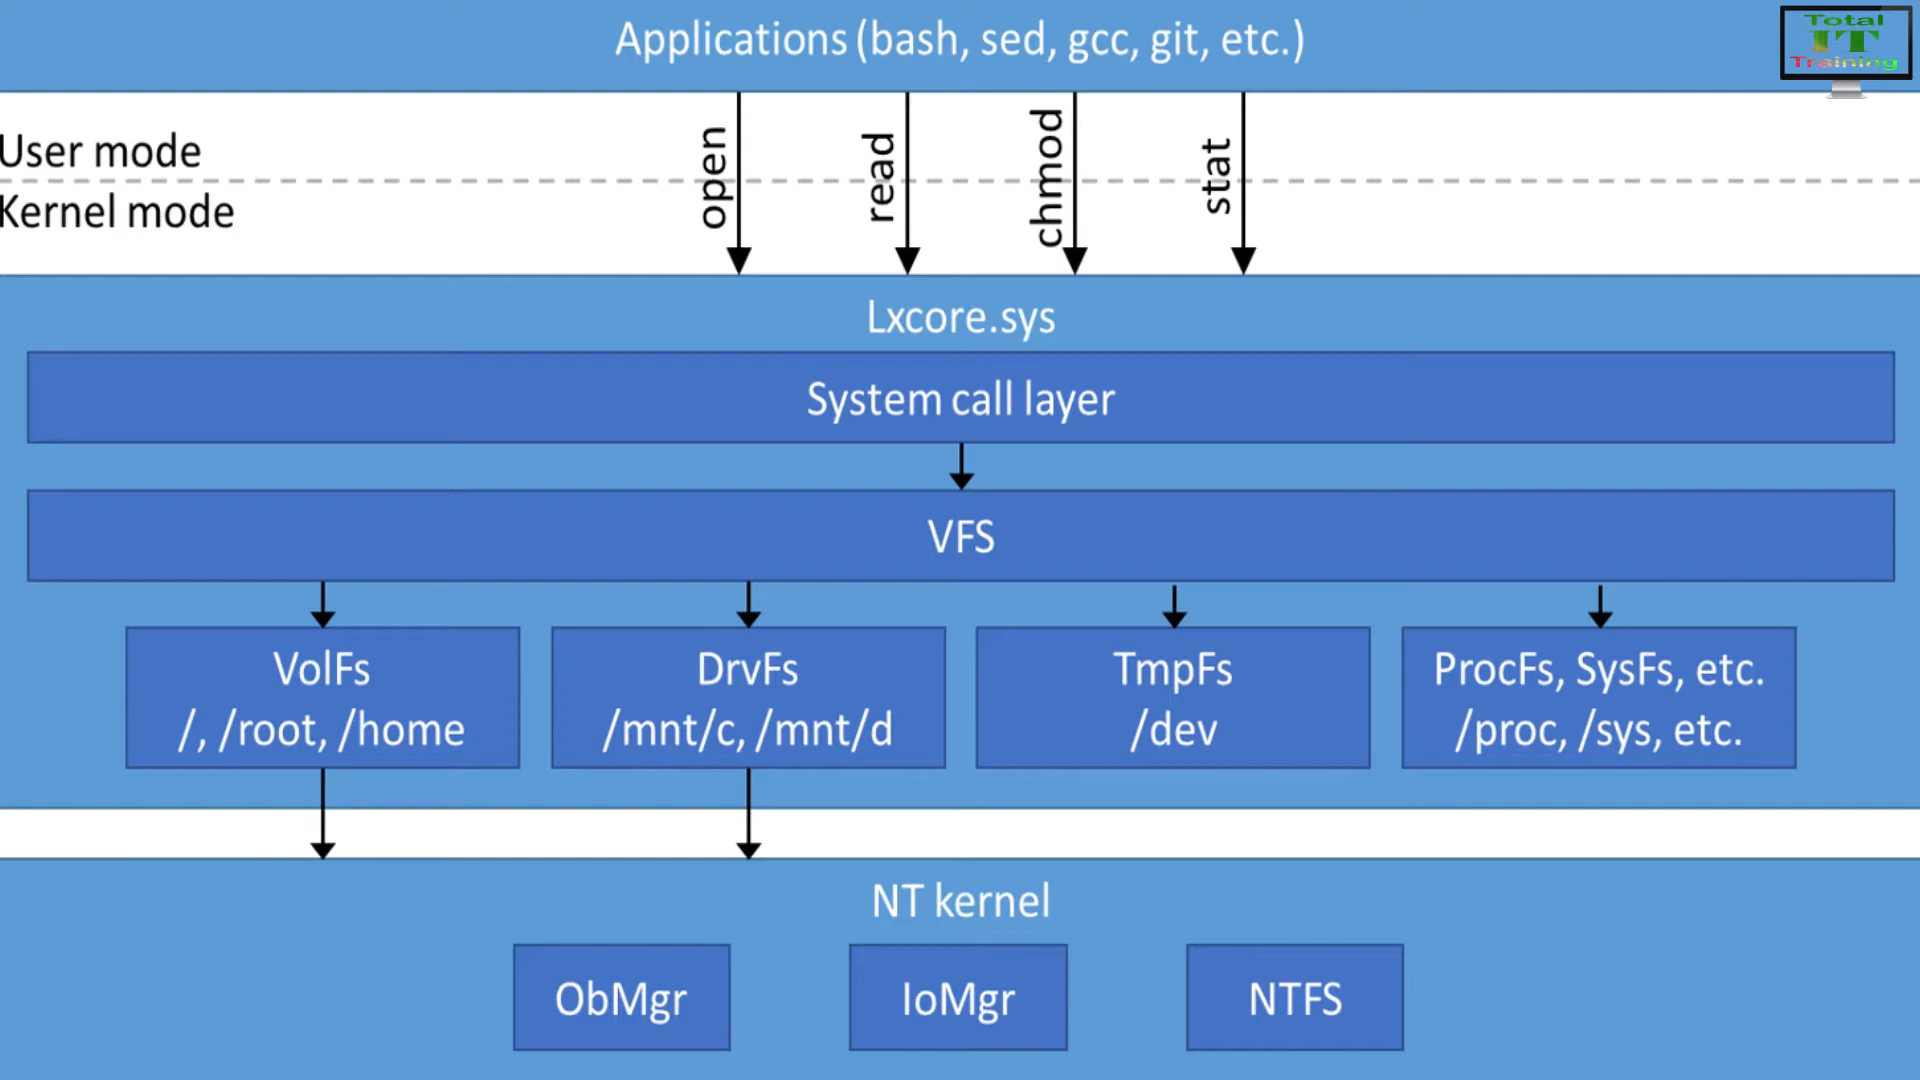 Applications (bash, sed, gcc, git, etc.)
Total
IT
Training
User mode
Kernel mode
open
read
chmod
stat
Lxcore.sys
System call layer
VFS
VolFs
/, /root, /home
DrvFs
/mnt/c, /mnt/d
TmpFs
/dev
ProcFs, SysFs, etc.
/proc, /sys, etc.
NT kernel
ObMgr
IoMgr
NTFS